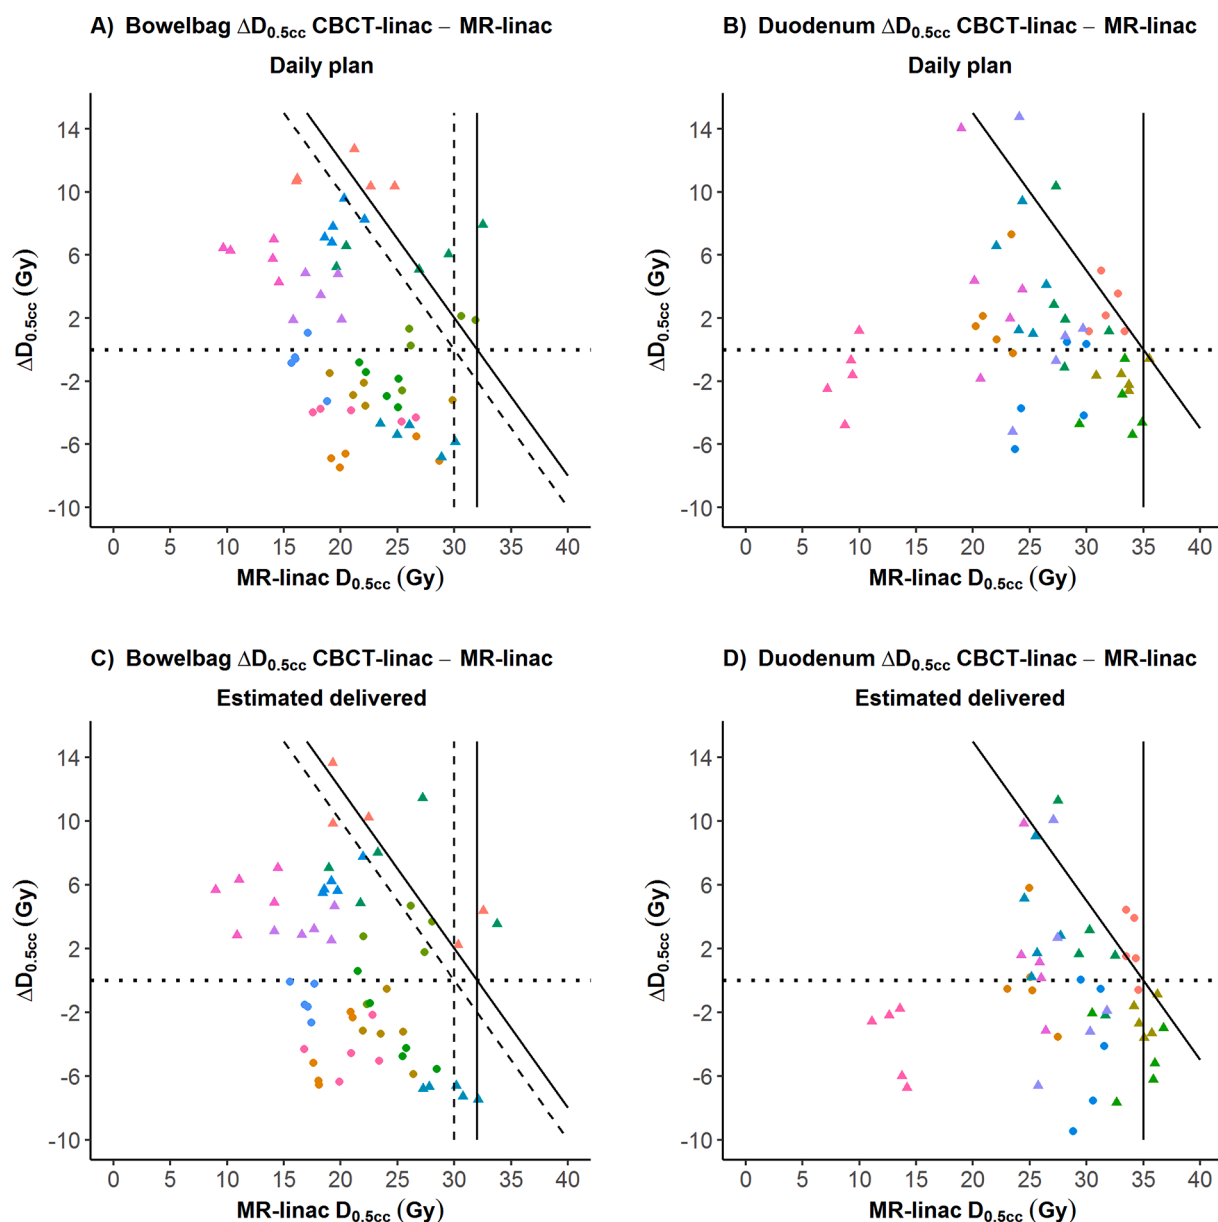 A) Bowelbag ΔD0.5cc CBCT-linac – MR-linac
Daily plan
14
10
6
2
-2
-6
-10
ΔD0.5cc (Gy)
0 5 10 15 20 25 30 35 40
MR-linac D0.5cc (Gy)
B) Duodenum ΔD0.5cc CBCT-linac – MR-linac
Daily plan
14
10
6
2
-2
-6
-10
ΔD0.5cc (Gy)
0 5 10 15 20 25 30 35 40
MR-linac D0.5cc (Gy)
C) Bowelbag ΔD0.5cc CBCT-linac – MR-linac
Estimated delivered
14
10
6
2
-2
-6
-10
ΔD0.5cc (Gy)
0 5 10 15 20 25 30 35 40
MR-linac D0.5cc (Gy)
D) Duodenum ΔD0.5cc CBCT-linac – MR-linac
Estimated delivered
14
10
6
2
-2
-6
-10
ΔD0.5cc (Gy)
0 5 10 15 20 25 30 35 40
MR-linac D0.5cc (Gy)